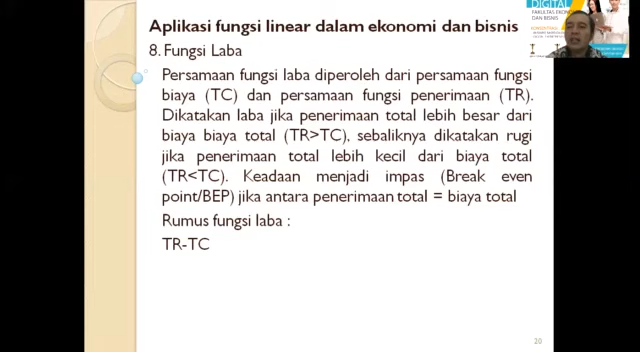 Aplikasi fungsi linear dalam ekonomi dan bisnis
8. Fungsi Laba
Persamaan fungsi laba diperoleh dari persamaan fungsi
biaya (TC) dan persamaan fungsi penerimaan (TR).
Dikatakan laba jika penerimaan total lebih besar dari
biaya biaya total (TR>TC), sebaliknya dikatakan rugi
jika penerimaan total lebih kecil dari biaya total
(TR<TC). Keadaan menjadi impas (Break even
point/BEP) jika antara penerimaan total = biaya total
Rumus fungsi laba :
TR-TC
20
DIGITAL
FAKULTAS EKONO
DAN BISNIS